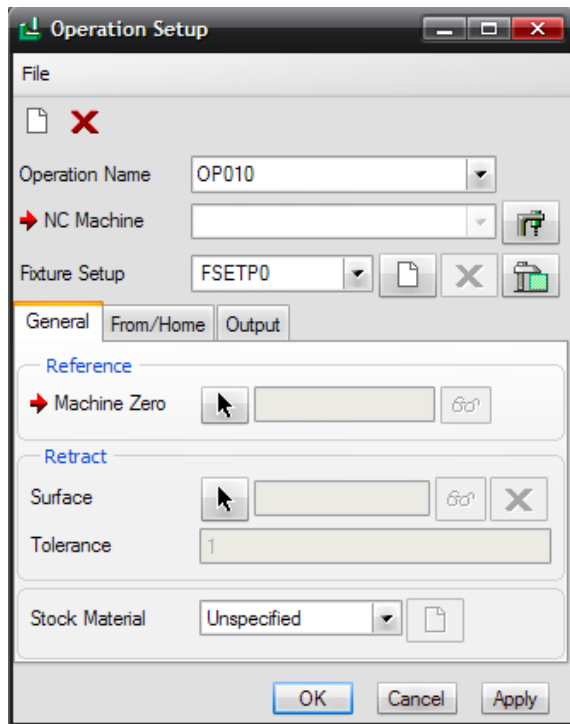 Operation Setup
File
Operation Name OP010
NC Machine
Fixture Setup FSETP0
General From/Home Output
Reference
Machine Zero
Retract
Surface
Tolerance 1
Stock Material Unspecified
OK Cancel Apply